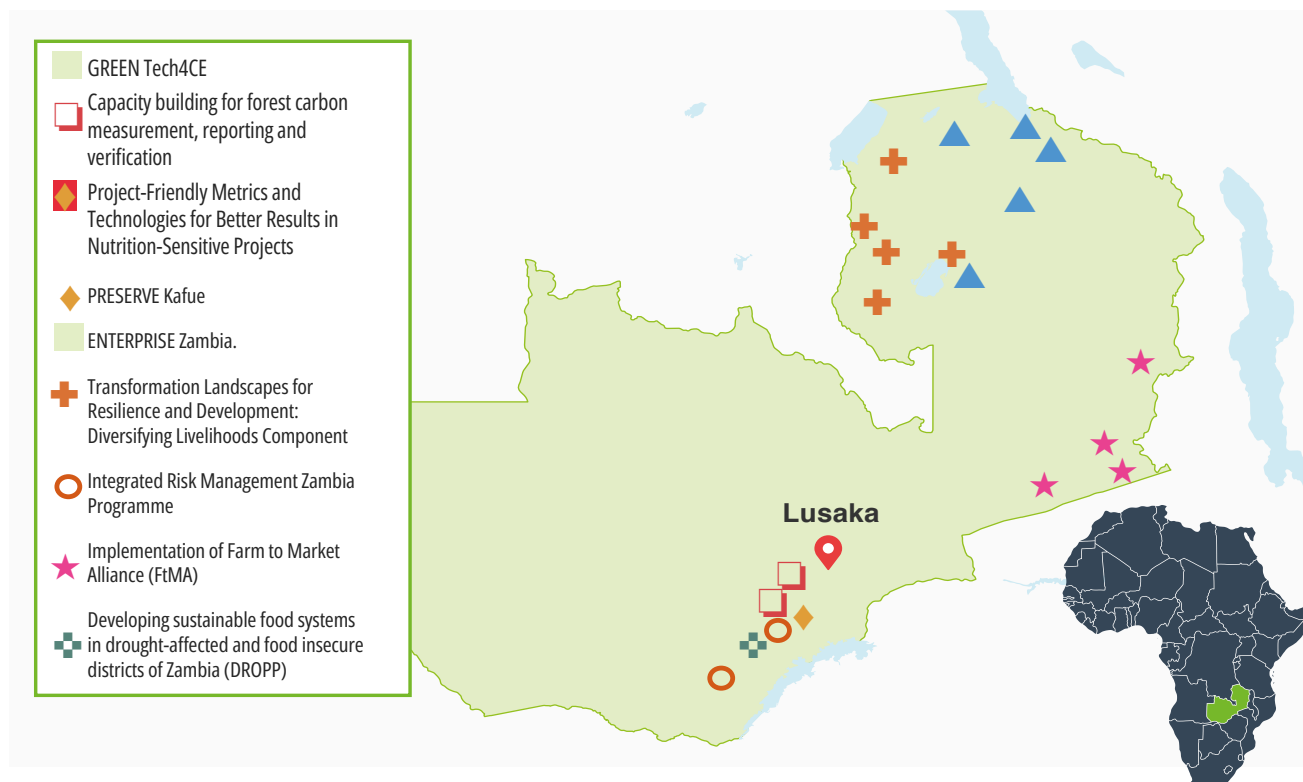 GREEN Tech4CE
Capacity building for forest carbon
measurement, reporting and
verification
Project-Friendly Metrics and
Technologies for Better Results in
Nutrition-Sensitive Projects
PRESERVE Kafue
ENTERPRISE Zambia.
Transformation Landscapes for
Resilience and Development:
Diversifying Livelihoods Component
Integrated Risk Management Zambia
Programme
Implementation of Farm to Market
Alliance (FtMA)
Developing sustainable food systems
in drought-affected and food insecure
districts of Zambia (DROPP)
Lusaka